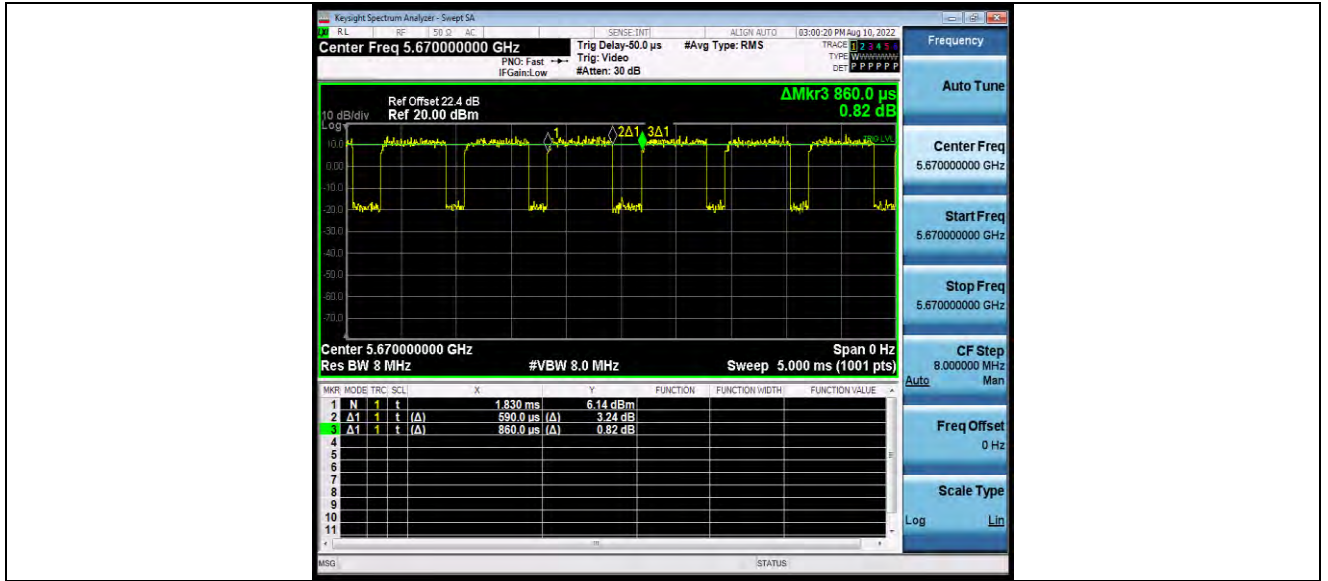 Keysight Spectrum Analyzer - Swept SA
RL RF 50 Ω AC SENSE:INT ALIGN AUTO 03:00:20 PM Aug 10, 2022
Center Freq 5.670000000 GHz Trig Delay-50.0 µs #Avg Type: RMS TRACE 1 2 3 4 5 6
PNO: Fast Trig: Video TYPE WWWWWW
IFGain:Low #Atten: 30 dB DET P P P P P P
ΔMkr3 860.0 µs
0.82 dB
Ref Offset 22.4 dB
10 dB/div Ref 20.00 dBm
Log
1 2Δ1 3Δ1
TRIG LVL
10.0
0.00
-10.0
-20.0
-30.0
-40.0
-50.0
-60.0
-70.0
Center 5.670000000 GHz Span 0 Hz
Res BW 8 MHz #VBW 8.0 MHz Sweep 5.000 ms (1001 pts)
MKR MODE TRC SCL X Y FUNCTION FUNCTION WIDTH FUNCTION VALUE
1 N 1 t 1.830 ms 6.14 dBm
2 Δ1 1 t (Δ) 590.0 µs (Δ) 3.24 dB
3 Δ1 1 t (Δ) 860.0 µs (Δ) 0.82 dB
4
5
6
7
8
9
10
11
MSG STATUS
Frequency
Auto Tune
Center Freq
5.670000000 GHz
Start Freq
5.670000000 GHz
Stop Freq
5.670000000 GHz
CF Step
8.000000 MHz
Auto Man
Freq Offset
0 Hz
Scale Type
Log Lin